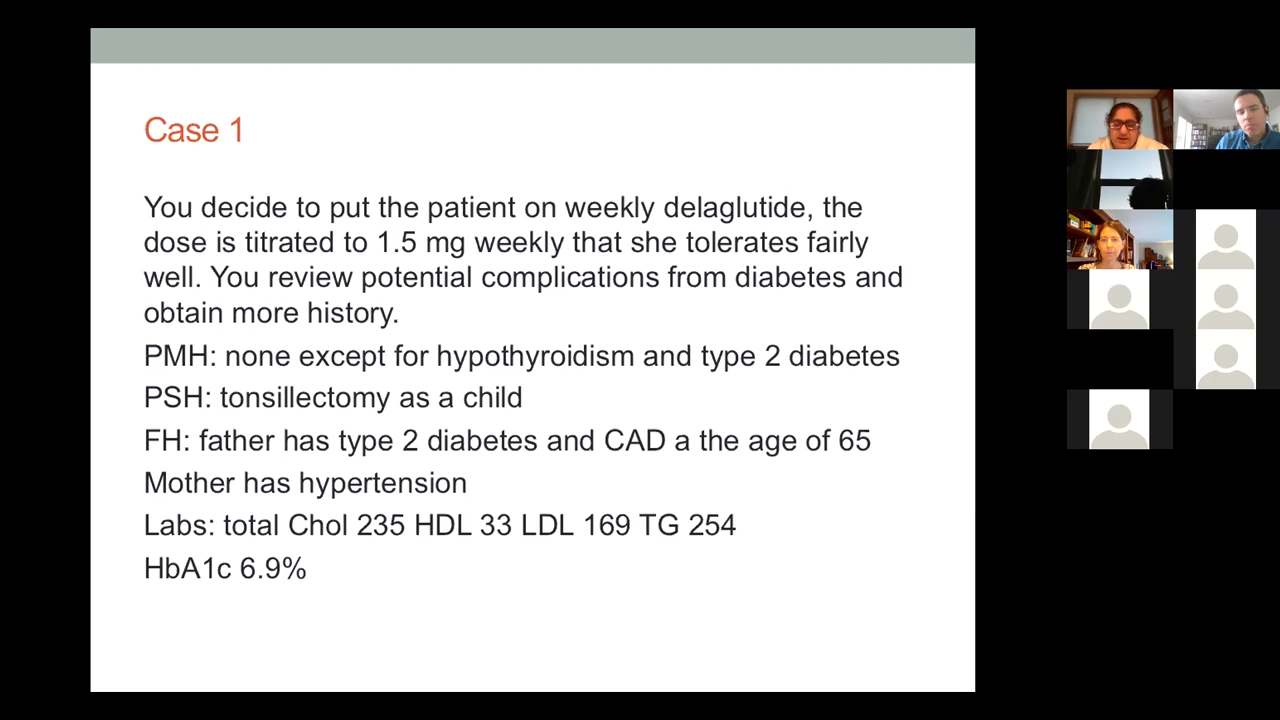 Case 1
You decide to put the patient on weekly delaglutide, the
dose is titrated to 1.5 mg weekly that she tolerates fairly
well. You review potential complications from diabetes and
obtain more history.
PMH: none except for hypothyroidism and type 2 diabetes
PSH: tonsillectomy as a child
FH: father has type 2 diabetes and CAD a the age of 65
Mother has hypertension
Labs: total Chol 235 HDL 33 LDL 169 TG 254
HbA1c 6.9%